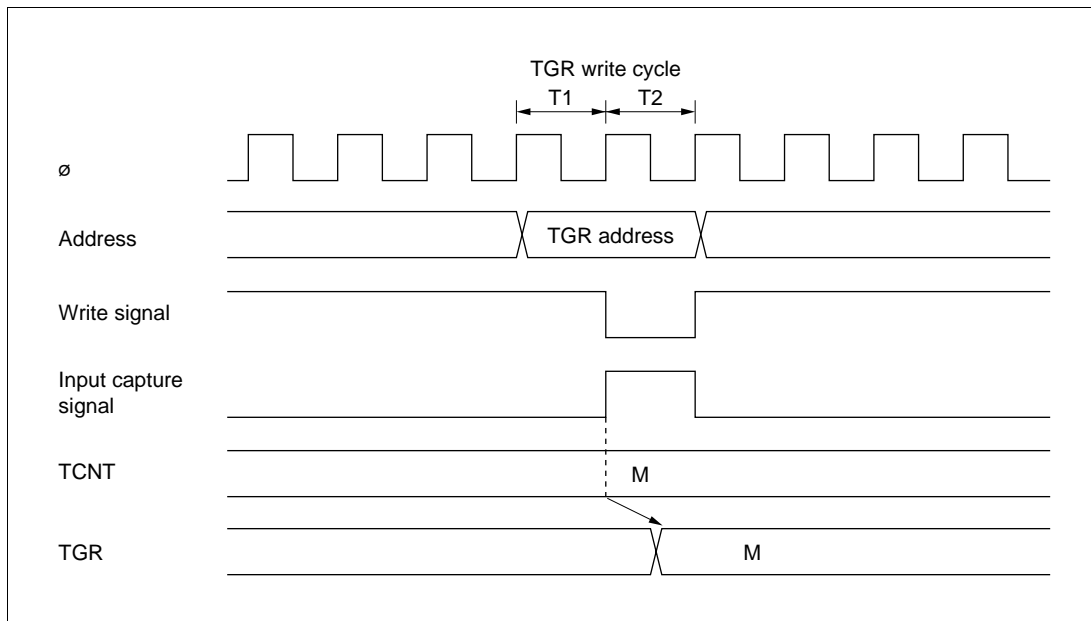 TGR write cycle
T1 T2
ø
Address
TGR address
Write signal
Input capture
signal
TCNT
M
TGR
M